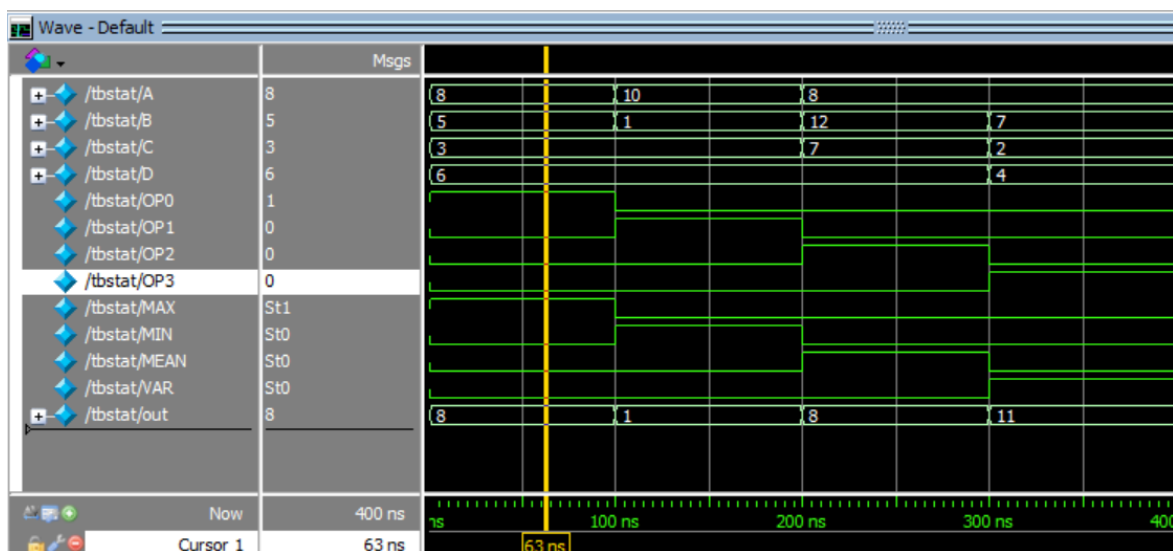 Wave - Default
Msgs
/tbstat/A 8 8 10 8
/tbstat/B 5 5 1 12 7
/tbstat/C 3 3 7 2
/tbstat/D 6 6 4
/tbstat/OP0 1
/tbstat/OP1 0
/tbstat/OP2 0
/tbstat/OP3 0
/tbstat/MAX St1
/tbstat/MIN St0
/tbstat/MEAN St0
/tbstat/VAR St0
/tbstat/out 8 8 1 8 11
Now 400 ns ns 100 ns 200 ns 300 ns 400
Cursor 1 63 ns 63 ns